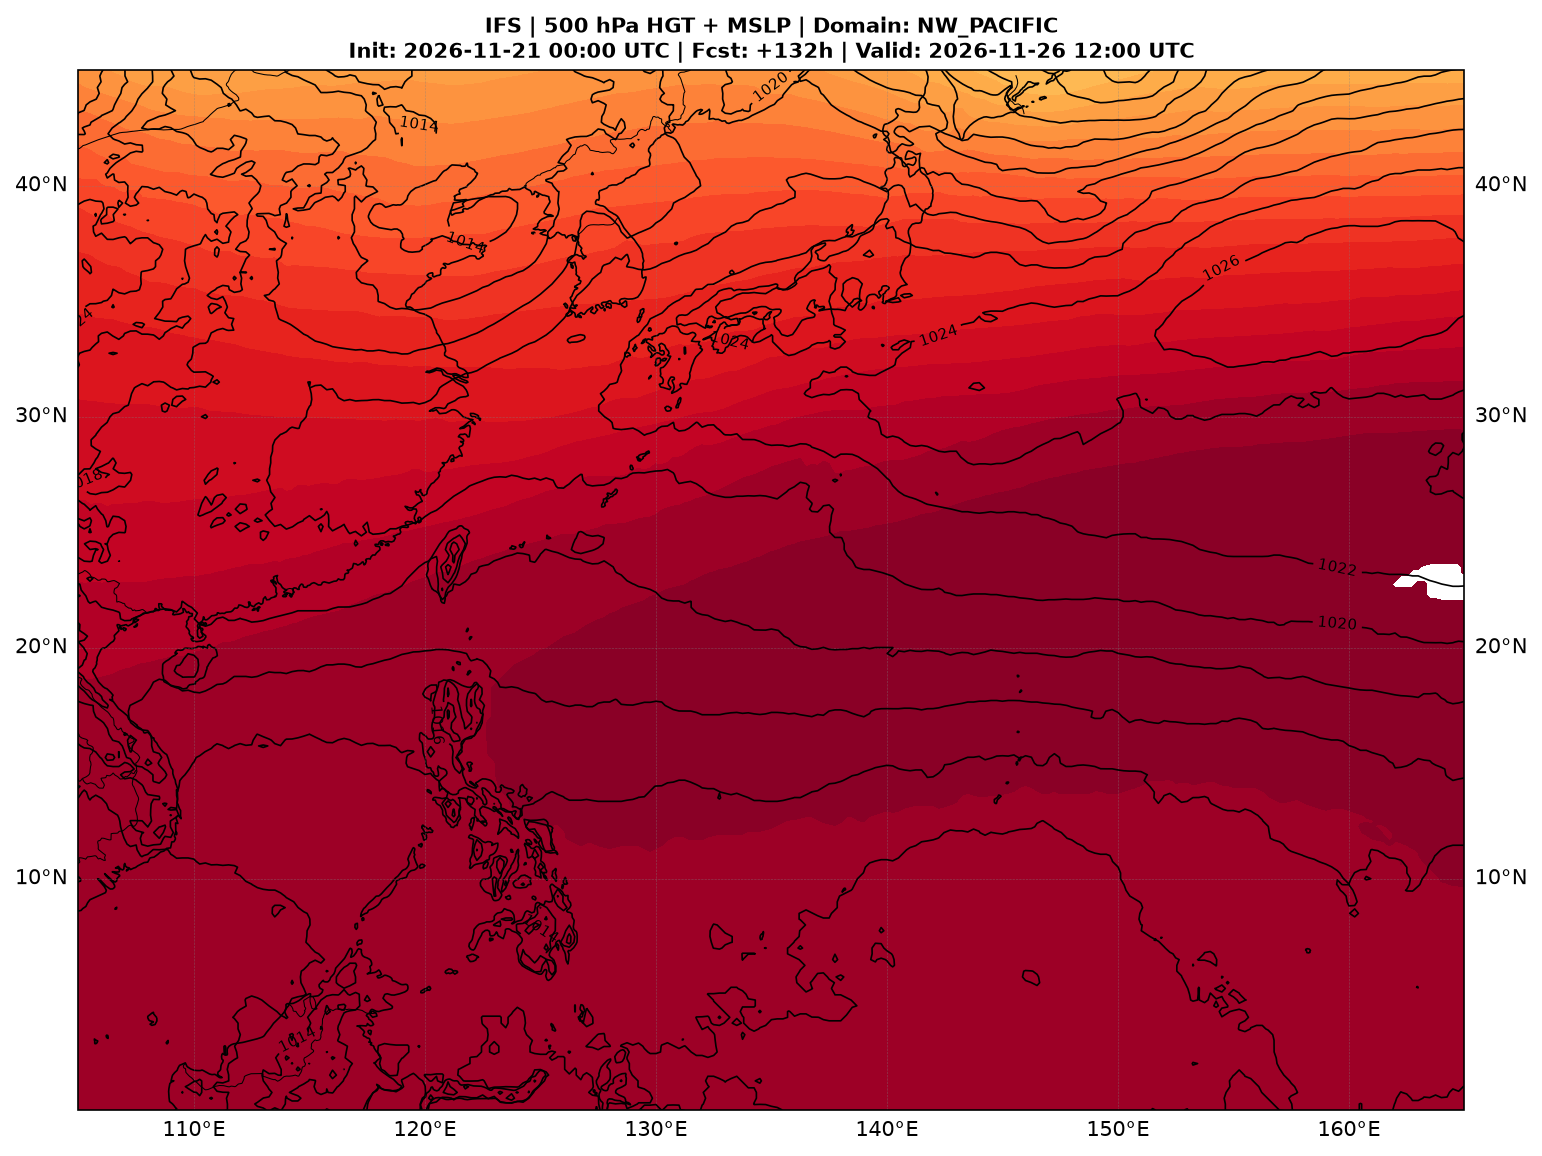 IFS | 500 hPa HGT + MSLP | Domain: NW_PACIFIC
Init: 2026-11-21 00:00 UTC | Fcst: +132h | Valid: 2026-11-26 12:00 UTC
1020
1014
40°N
40°N
1014
1026
24
1024
1024
30°N
30°N
018
1022
1020
20°N
20°N
10°N
10°N
1014
110°E
120°E
130°E
140°E
150°E
160°E